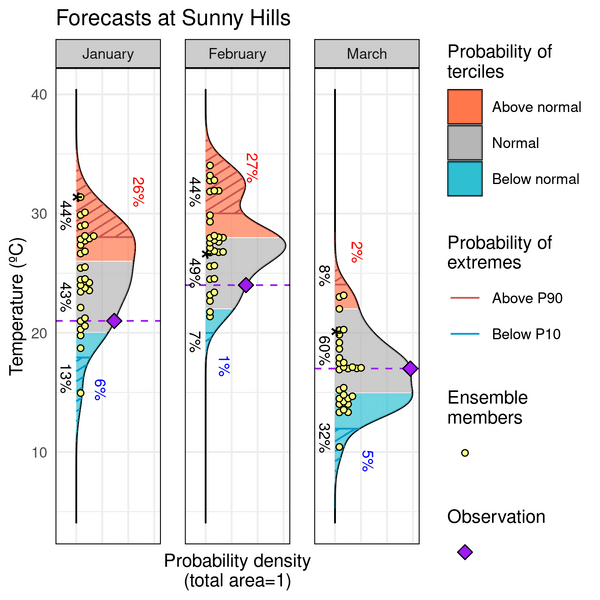 Forecasts at Sunny Hills
January
February
March
Temperature (ºC)
40
30
20
10
26%
44%
43%
13%
6%
27%
44%
49%
7%
1%
2%
8%
60%
32%
5%
Probability density
(total area=1)
Probability of
terciles
Above normal
Normal
Below normal
Probability of
extremes
Above P90
Below P10
Ensemble
members
Observation